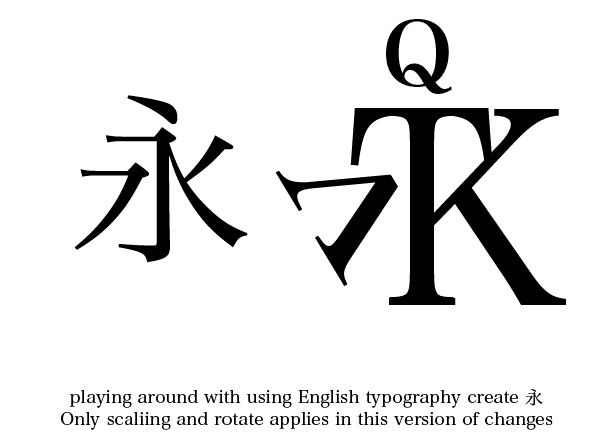 永
Q
T K
V
playing around with using English typography create 永
Only scaliing and rotate applies in this version of changes